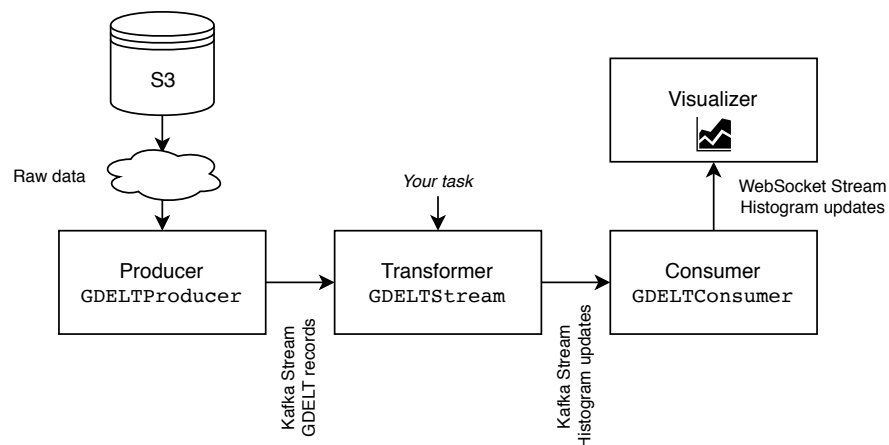 S3
Raw data
Your task
Visualizer
WebSocket Stream
Histogram updates
Producer
GDELTProducer
Kafka Stream
GDELT records
Transformer
GDELTStream
Kafka Stream
Histogram updates
Consumer
GDELTConsumer